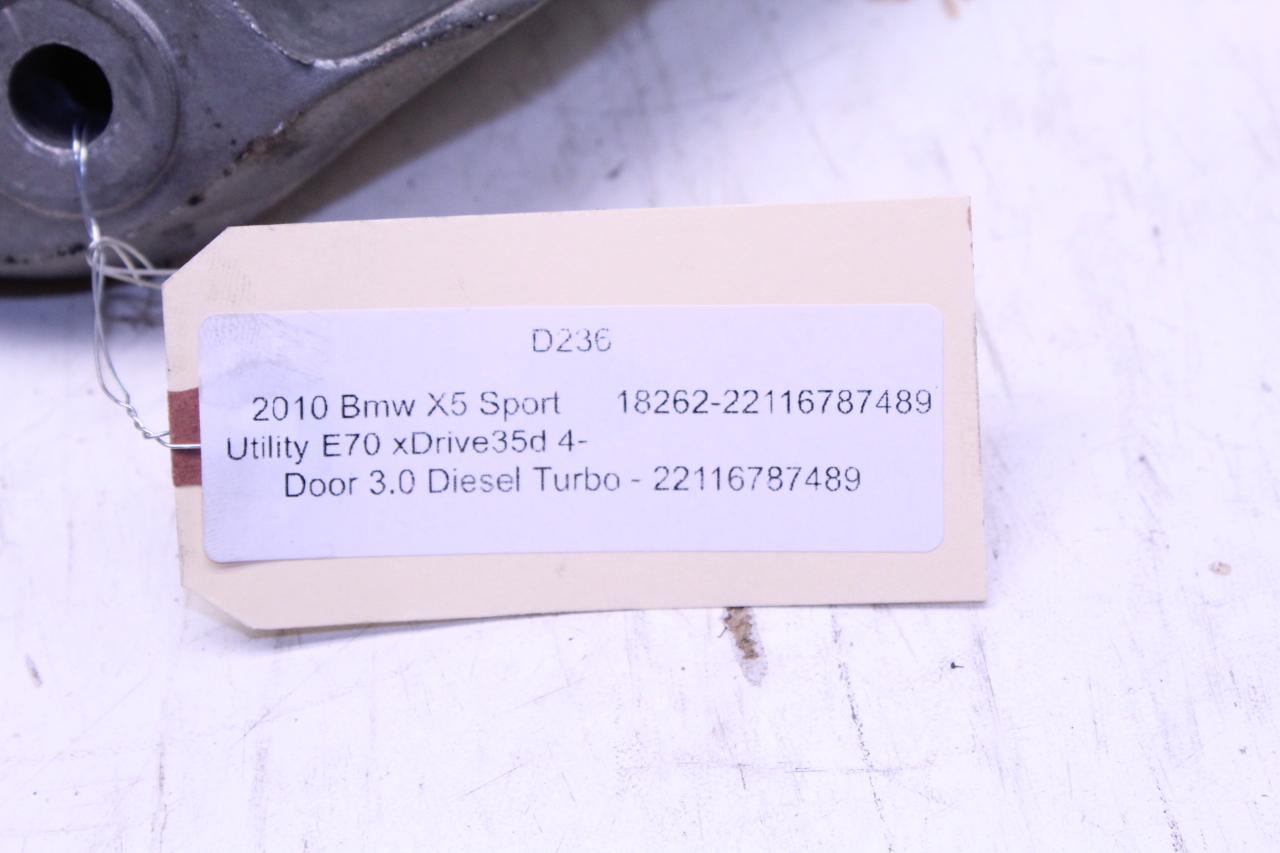 D236
2010 Bmw X5 Sport 18262-22116787489
Utility E70 xDrive35d 4-
Door 3.0 Diesel Turbo - 22116787489